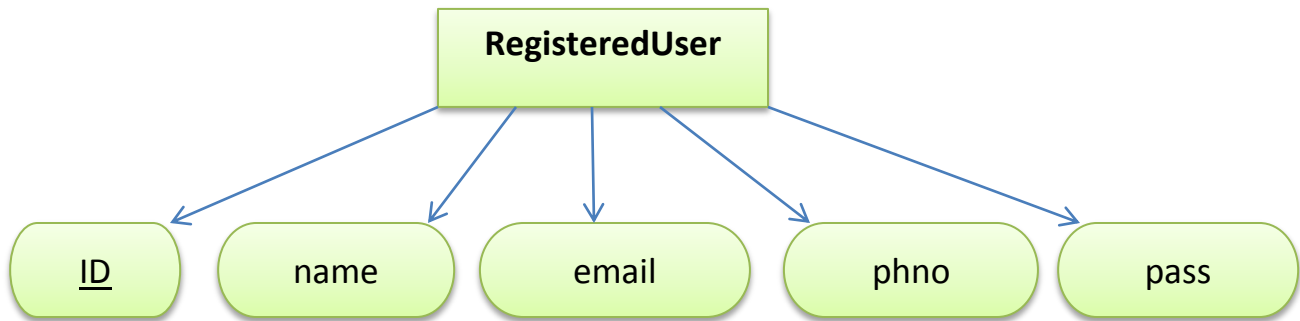 RegisteredUser
ID
name
email
phno
pass